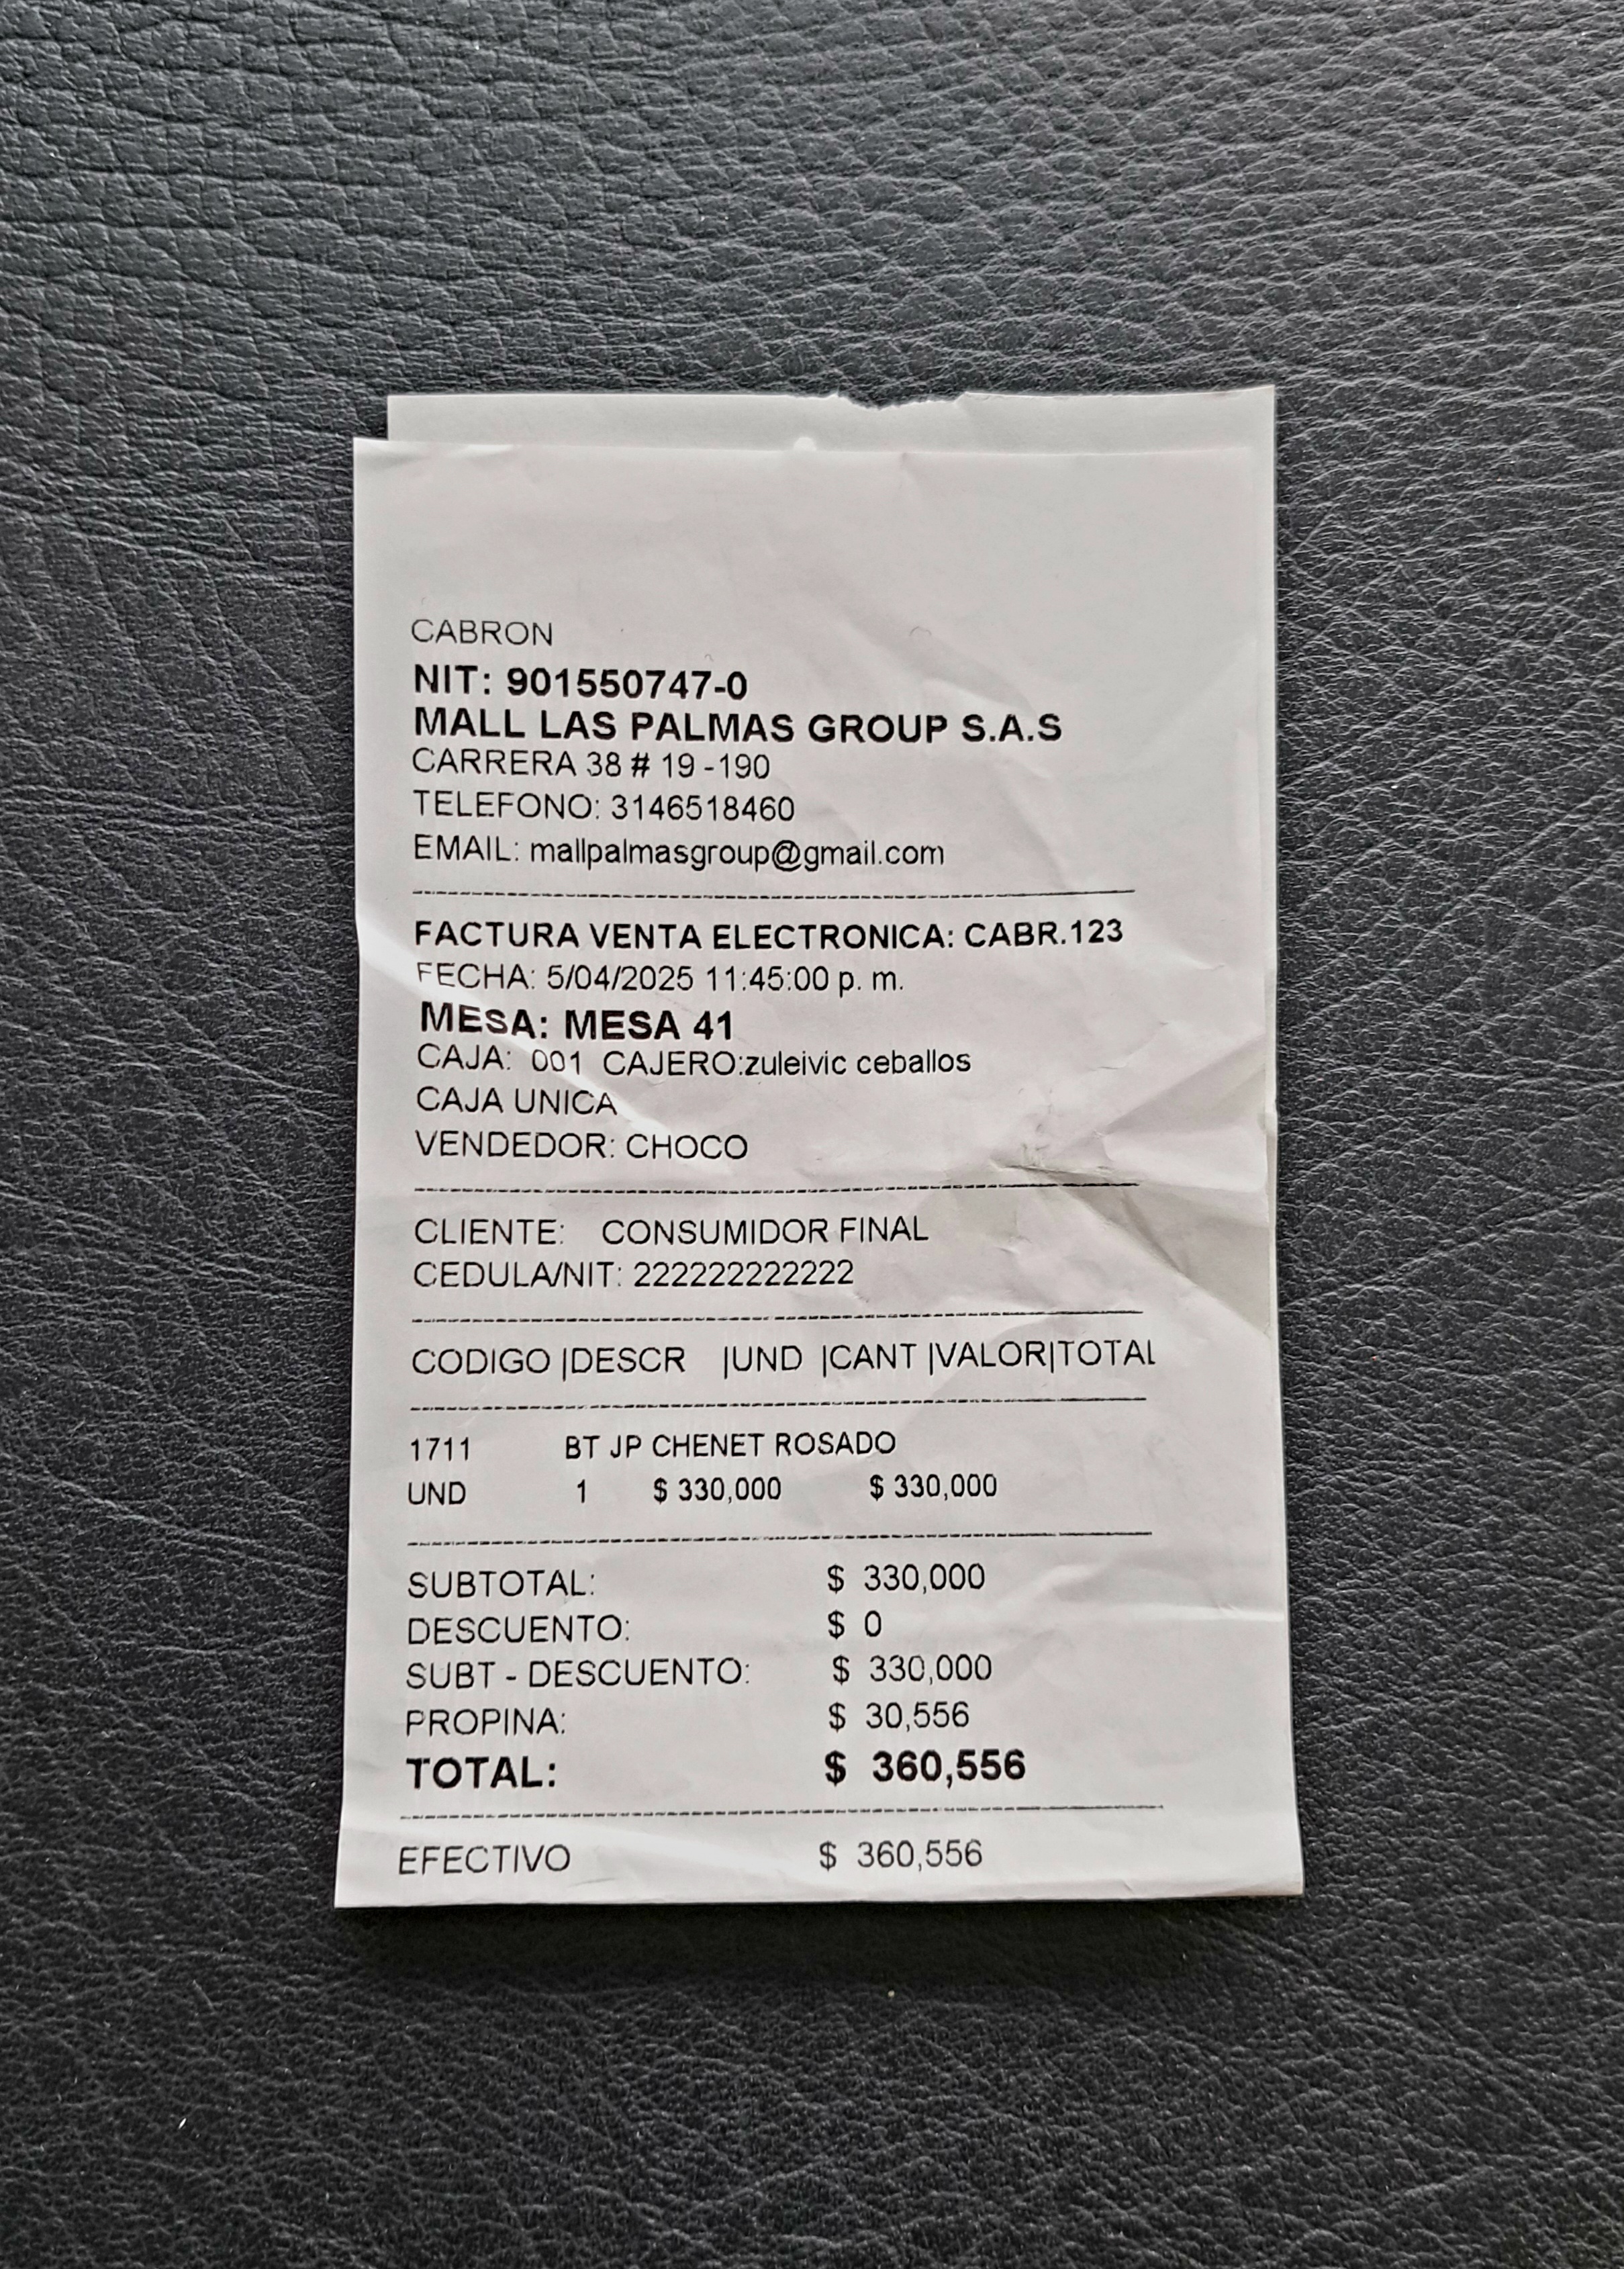 CABRON
NIT: 901550747-0
MALL LAS PALMAS GROUP S.A.S
CARRERA 38 # 19 -190
TELEFONO: 3146518460
EMAIL: mallpalmasgroup@gmail.com
FACTURA VENTA ELECTRONICA: CABR.123
FECHA: 5/04/2025 11:45:00 p. m.
MESA: MESA 41
CAJA: 001 CAJERO:zuleivic ceballos
CAJA UNICA
VENDEDOR: CHOCO
CLIENTE: CONSUMIDOR FINAL
CEDULA/NIT: 222222222222
CODIGO |DESCR |UND |CANT |VALOR|TOTAL
1711 BT JP CHENET ROSADO
UND 1 $ 330,000 $ 330,000
SUBTOTAL: $ 330,000
DESCUENTO: $ 0
SUBT - DESCUENTO: $ 330,000
PROPINA: $ 30,556
TOTAL: $ 360,556
EFECTIVO $ 360,556